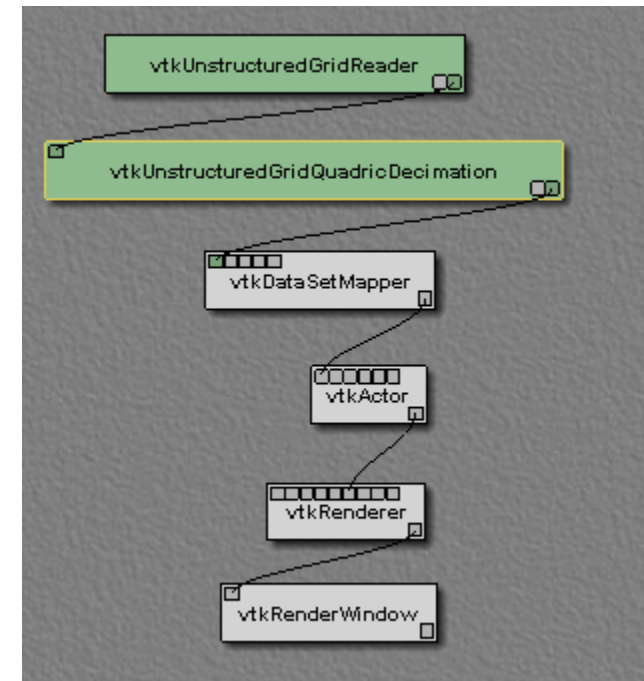 vtkUnstructuredGridReader
vtkUnstructuredGridQuadricDecimation
vtkDataSetMapper
vtkActor
vtkRenderer
vtkRenderWindow